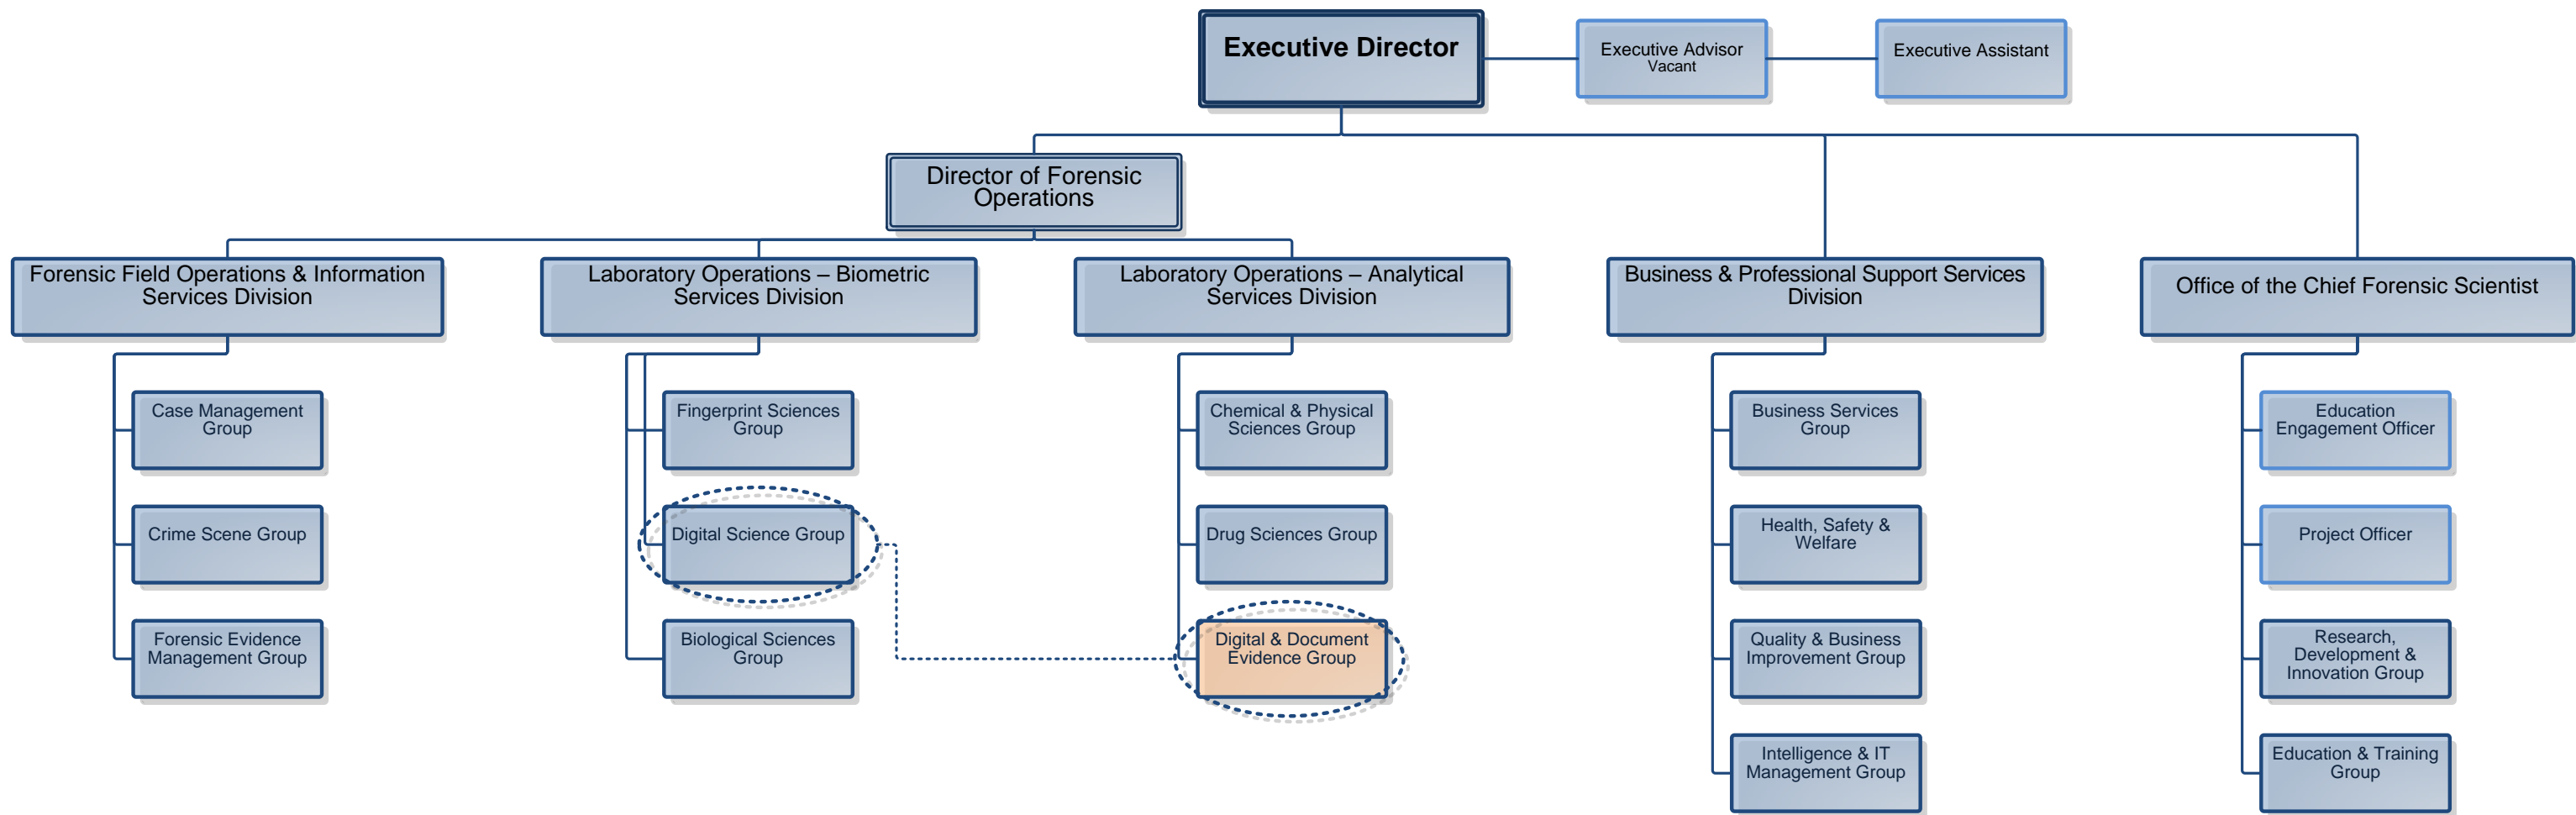 Executive Director
Executive Advisor
Vacant
Executive Assistant
Director of Forensic
Operations
Forensic Field Operations & Information
Services Division
Laboratory Operations – Biometric
Services Division
Laboratory Operations – Analytical
Services Division
Business & Professional Support Services
Division
Office of the Chief Forensic Scientist
Case Management
Group
Crime Scene Group
Forensic Evidence
Management Group
Fingerprint Sciences
Group
Digital Science Group
Biological Sciences
Group
Chemical & Physical
Sciences Group
Drug Sciences Group
Digital & Document
Evidence Group
Business Services
Group
Health, Safety &
Welfare
Quality & Business
Improvement Group
Intelligence & IT
Management Group
Education
Engagement Officer
Project Officer
Research,
Development &
Innovation Group
Education & Training
Group